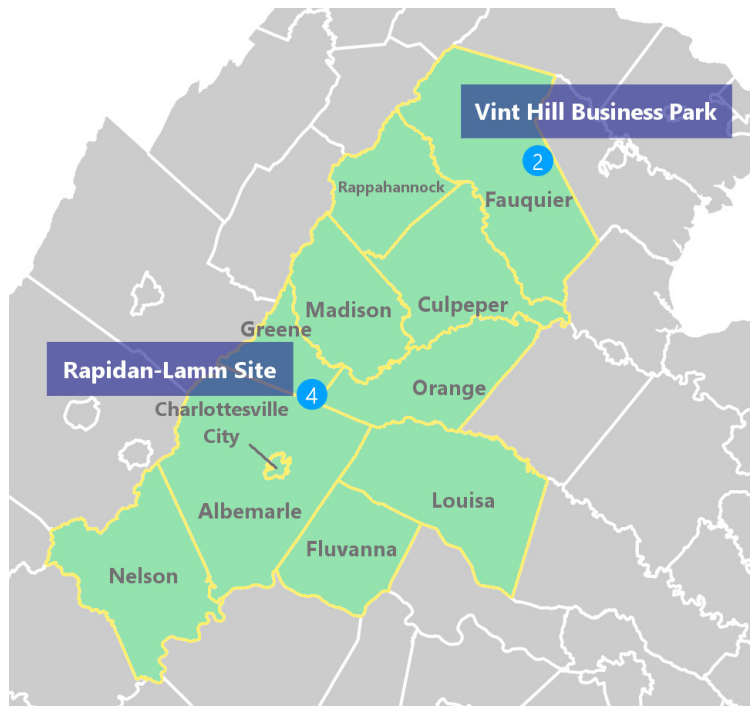 Vint Hill Business Park
2
Rappahannock
Fauquier
Madison
Culpeper
Greene
Rapidan-Lamm Site
4
Orange
Charlottesville
City
Louisa
Albemarle
Fluvanna
Nelson